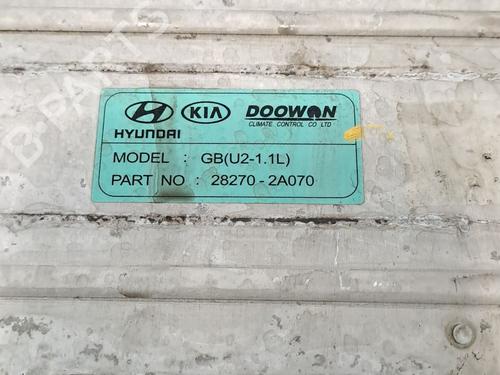 HYUNDAI
KIA
DOOWON
CLIMATE CONTROL CO LTD
MODEL : GB(U2-1.1L)
PART NO : 28270-2A070